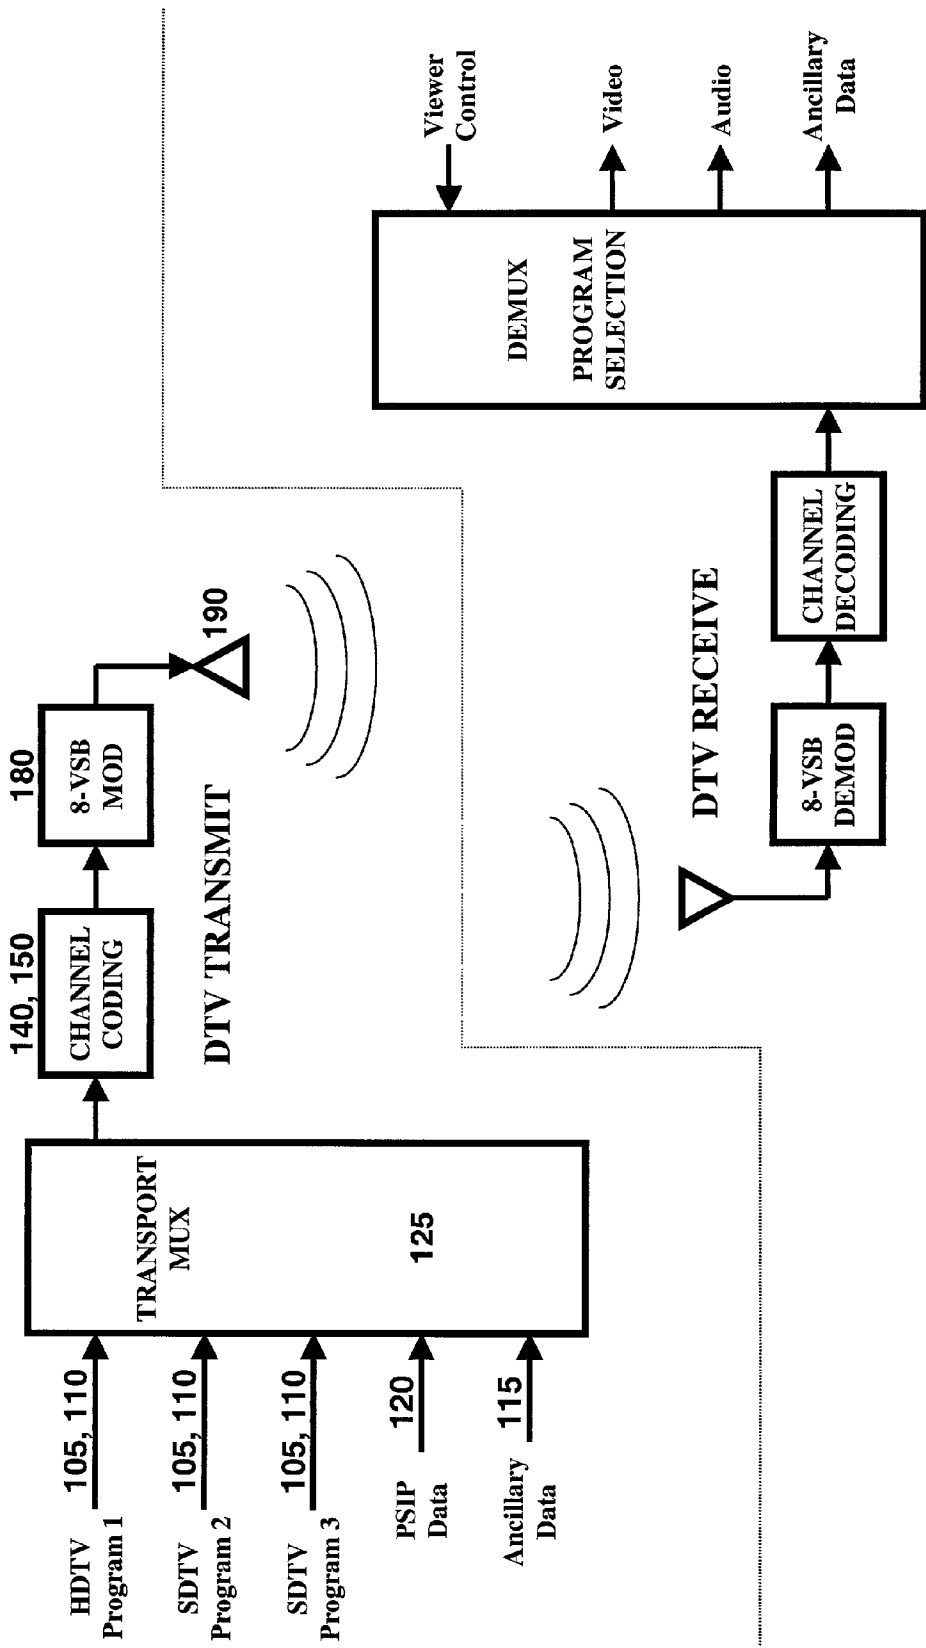 HDTV
Program 1
105, 110
SDTV
Program 2
105, 110
SDTV
Program 3
105, 110
PSIP
Data
120
Ancillary
Data
115
TRANSPORT
MUX
125
140, 150
CHANNEL
CODING
180
8-VSB
MOD
190
DTV TRANSMIT
DTV RECEIVE
8-VSB
DEMOD
CHANNEL
DECODING
DEMUX
PROGRAM
SELECTION
Viewer
Control
Video
Audio
Ancillary
Data